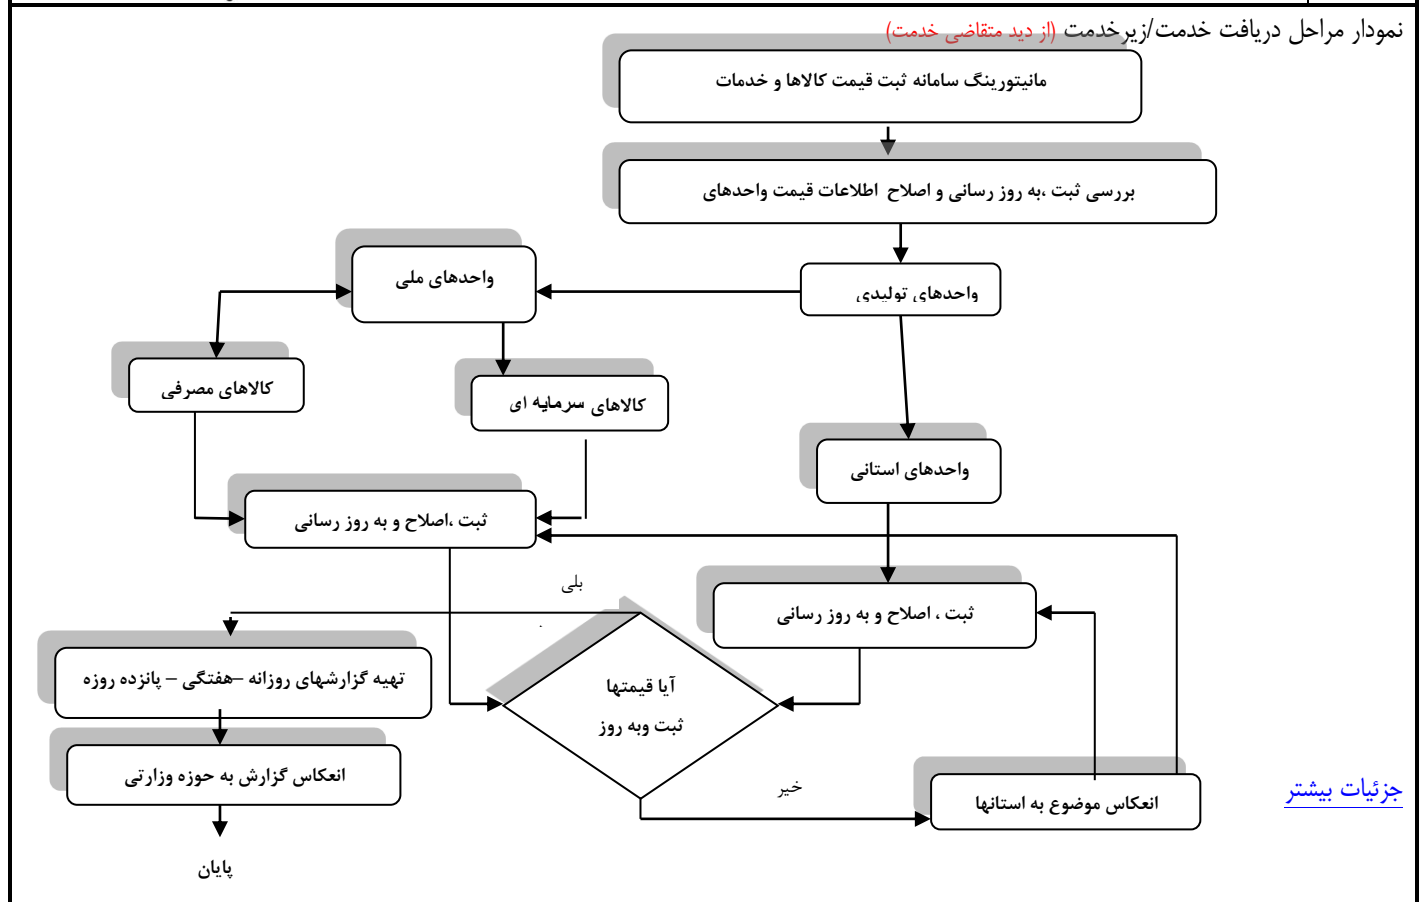 نمودار مراحل دریافت خدمت/زیرخدمت (از دید متقاضی خدمت)
مانیتورینگ سامانه ثبت قیمت کالاها و خدمات
بررسی ثبت ،به روز رسانی و اصلاح اطلاعات قیمت واحدهای
واحدهای تولیدی
واحدهای ملی
کالاهای مصرفی
کالاهای سرمایه ای
واحدهای استانی
ثبت ،اصلاح و به روز رسانی
بلی
ثبت ، اصلاح و به روز رسانی
آیا قیمتها
ثبت وبه روز
تهیه گزارشهای روزانه –هفتگی – پانزده روزه
انعکاس گزارش به حوزه وزارتی
خیر
انعکاس موضوع به استانها
جزئیات بیشتر
پایان